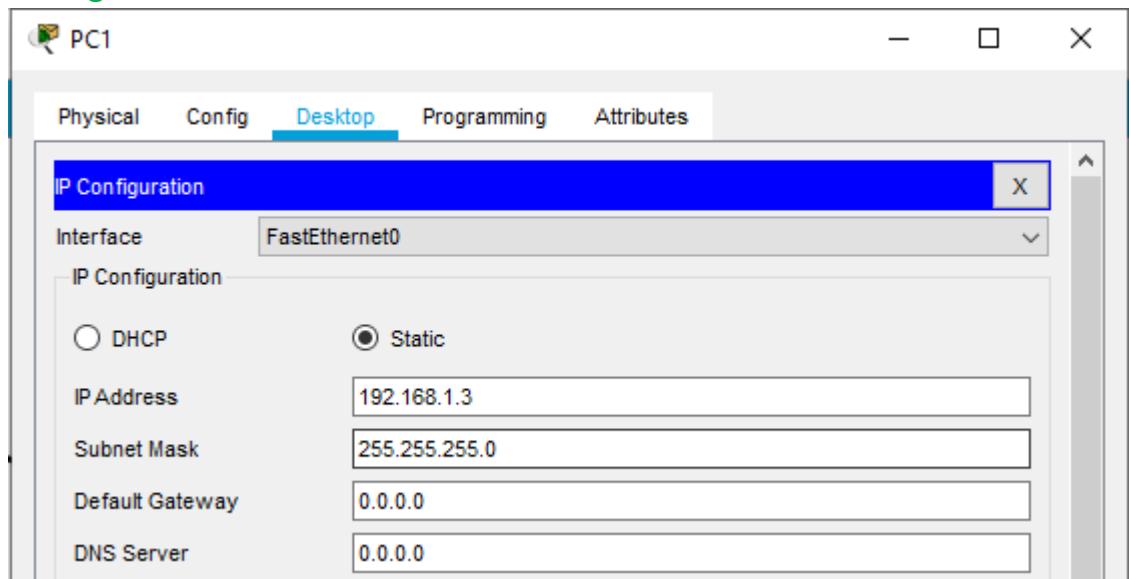 PC1
Physical Config Desktop Programming Attributes
IP Configuration X
Interface FastEthernet0
IP Configuration
DHCP Static
IP Address 192.168.1.3
Subnet Mask 255.255.255.0
Default Gateway 0.0.0.0
DNS Server 0.0.0.0